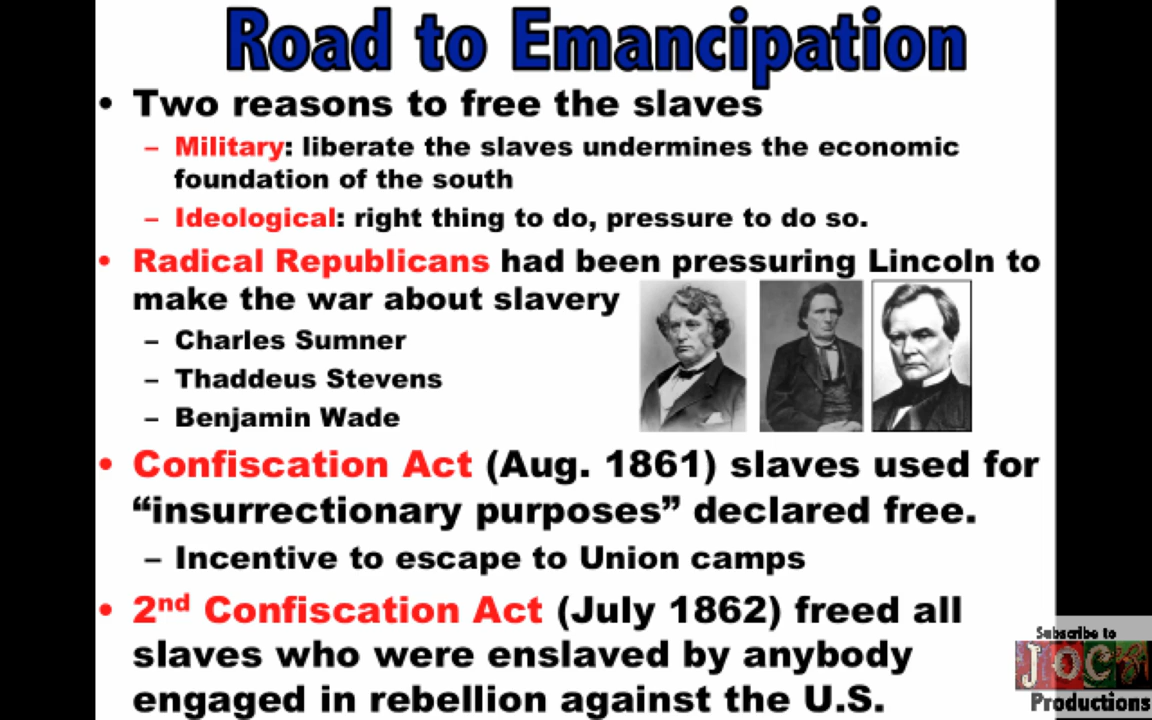 Road to Emancipation
• Two reasons to free the slaves
– Military: liberate the slaves undermines the economic
foundation of the south
– Ideological: right thing to do, pressure to do so.
• Radical Republicans had been pressuring Lincoln to
make the war about slavery
– Charles Sumner
– Thaddeus Stevens
– Benjamin Wade
• Confiscation Act (Aug. 1861) slaves used for
“insurrectionary purposes” declared free.
– Incentive to escape to Union camps
• 2nd Confiscation Act (July 1862) freed all
slaves who were enslaved by anybody
engaged in rebellion against the U.S.
Subscribe to
JOCZ
Productions